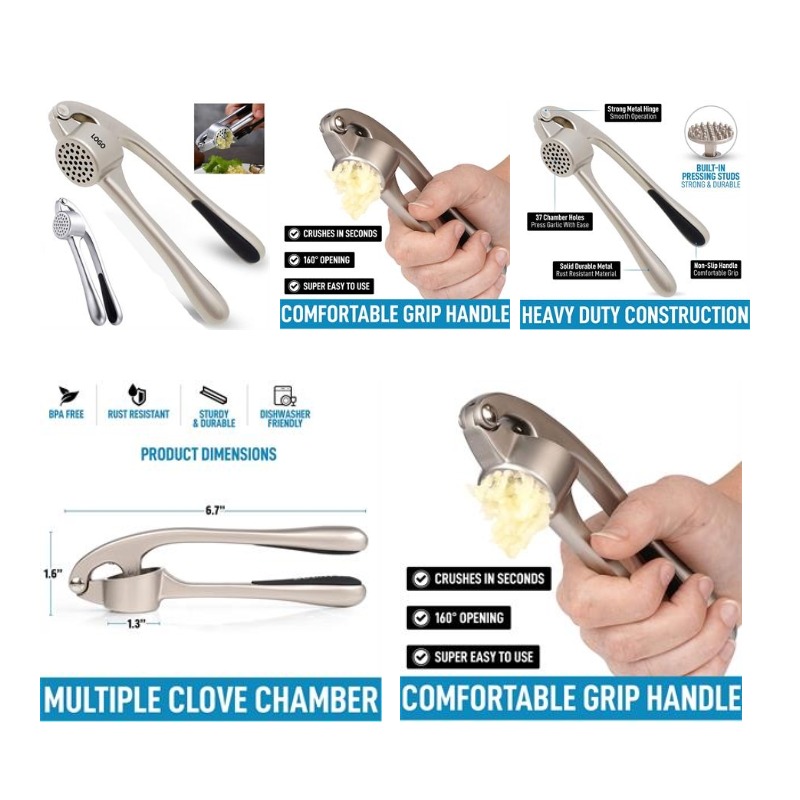 LOGO
CRUSHES IN SECONDS
160° OPENING
SUPER EASY TO USE
COMFORTABLE GRIP HANDLE
Strong Metal Hinge
Smooth Operation
BUILT-IN
PRESSING STUDS
STRONG & DURABLE
37 Chamber Holes
Press Garlic With Ease
Solid Durable Metal
Rust Resistant Material
Non-Slip Handle
Comfortable Grip
HEAVY DUTY CONSTRUCTION
BPA FREE
RUST RESISTANT
STURDY
& DURABLE
DISHWASHER
FRIENDLY
PRODUCT DIMENSIONS
6.7"
1.6"
1.3"
MULTIPLE CLOVE CHAMBER
CRUSHES IN SECONDS
160° OPENING
SUPER EASY TO USE
COMFORTABLE GRIP HANDLE